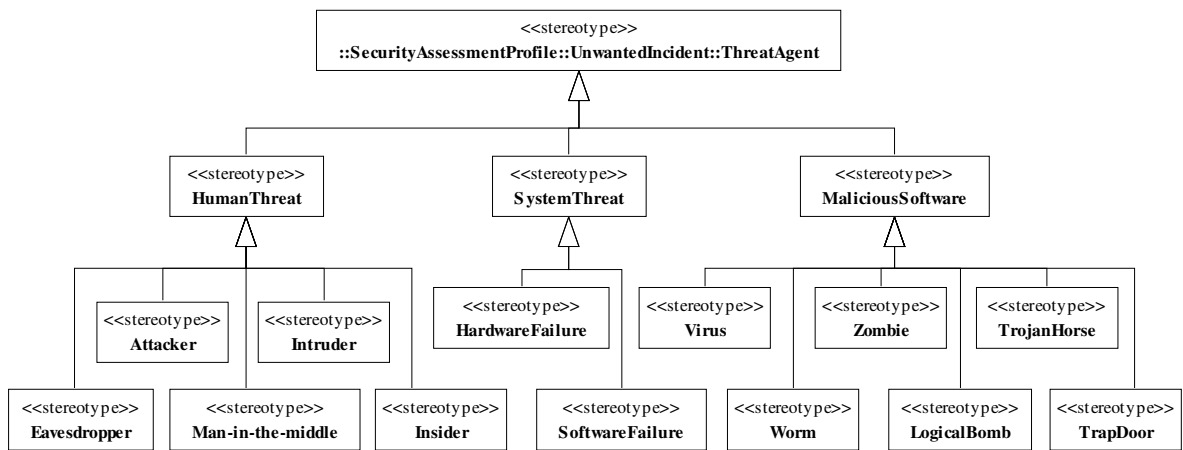 <<stereotype>>
::SecurityAssessmentProfile::UnwantedIncident::ThreatAgent
<<stereotype>>
HumanThreat
<<stereotype>>
SystemThreat
<<stereotype>>
MaliciousSoftware
<<stereotype>>
Attacker
<<stereotype>>
Intruder
<<stereotype>>
HardwareFailure
<<stereotype>>
Virus
<<stereotype>>
Zombie
<<stereotype>>
TrojanHorse
<<stereotype>>
Eavesdropper
<<stereotype>>
Man-in-the-middle
<<stereotype>>
Insider
<<stereotype>>
SoftwareFailure
<<stereotype>>
Worm
<<stereotype>>
LogicalBomb
<<stereotype>>
TrapDoor